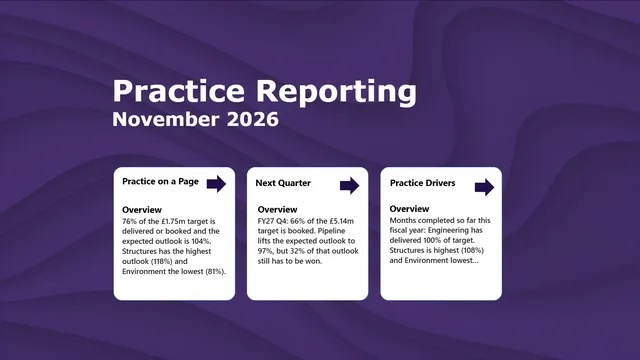 Practice Reporting
November 2026
Practice on a Page
Overview
76% of the £1.75m target is
delivered or booked and the
expected outlook is 104%.
Structures has the highest
outlook (118%) and
Environment the lowest (81%).
Next Quarter
Overview
FY27 Q4: 66% of the £5.14m
target is booked. Pipeline
lifts the expected outlook to
97%, but 32% of that outlook
still has to be won.
Practice Drivers
Overview
Months completed so far this
fiscal year: Engineering has
delivered 100% of target.
Structures is highest (108%)
and Environment lowest...